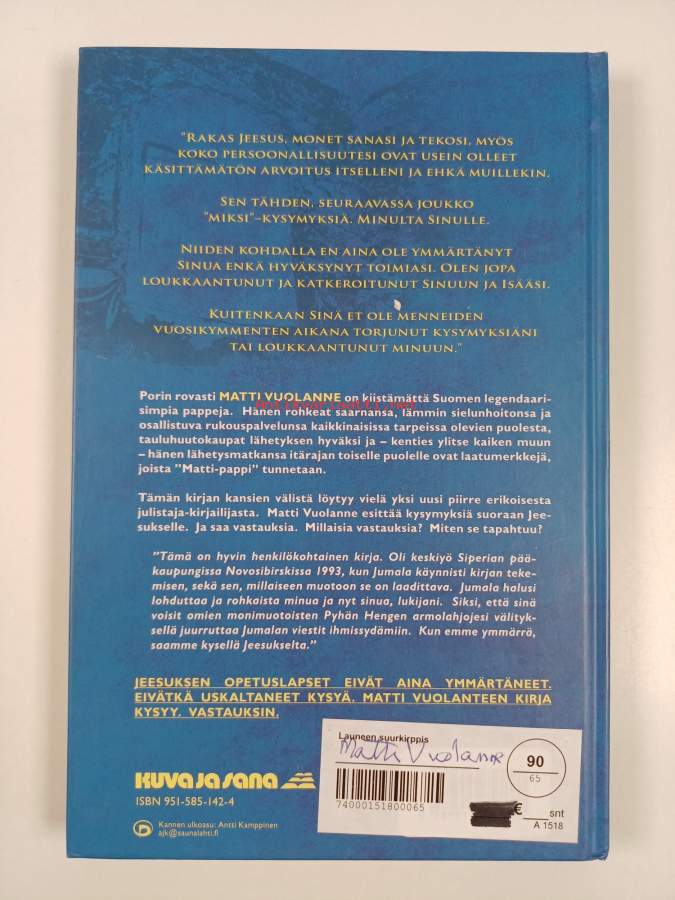 "Rakas Jeesus, monet sanasi ja tekosi, myös
koko persoonallisuutesi ovat usein olleet
käsittämätön arvoitus itselleni ja ehkä muillekin.
Sen tähden, seuraavassa joukko
"miksi"–kysymyksiä. Minulta Sinulle.
Niiden kohdalla en aina ole ymmärtänyt
Sinua enkä hyväksynyt toimiasi. Olen jopa
loukkaantunut ja katkeroitunut Sinuun ja Isääsi.
Kuitenkaan Sinä et ole menneiden
vuosikymmenten aikana torjunut kysymyksiäni
tai loukkaantunut minuun."
Porin rovasti MATTI VUOLANNE on kiistämättä Suomen legendaari-
simpia pappeja. Hänen rohkeat saarnansa, lämmin sielunhoitonsa ja
osallistuva rukouspalvelunsa kaikkinaisissa tarpeissa olevien puolesta,
tauluhuutokaupat lähetyksen hyväksi ja – kenties ylitse kaiken muun
– hänen lähetysmatkansa itärajan toiselle puolelle ovat laatumerkkejä,
joista "Matti-pappi" tunnetaan.
Tämän kirjan kansien välistä löytyy vielä yksi uusi piirre erikoisesta
julistaja-kirjailijasta. Matti Vuolanne esittää kysymyksiä suoraan Jee-
sukselle. Ja saa vastauksia. Millaisia vastauksia? Miten se tapahtuu?
"Tämä on hyvin henkilökohtainen kirja. Oli keskiyö Siperian pää-
kaupungissa Novosibirskissa 1993, kun Jumala käynnisti kirjan teke-
misen, sekä sen, millaiseen muotoon se on laadittava. Jumala halusi
lohduttaa ja rohkaista minua ja nyt sinua, lukijani. Siksi, että sinä
voisit omien monimuotoisten Pyhän Hengen armolahjojesi välityk-
sellä juurruttaa Jumalan viestit ihmissydämiin. Kun emme ymmärrä,
saamme kysellä Jeesukselta."
JEESUKSEN OPETUSLAPSET EIVÄT AINA YMMÄRTÄNEET.
EIVÄTKÄ USKALTANEET KYSYÄ. MATTI VUOLANTEEN KIRJA
KYSYY. VASTAUKSIN.
Launeen suurkirppis
Matti Vuolanne
90
65
74000151800065
€ snt
A 1518
KUVA JA SANA
ISBN 951-585-142-4
Kannen ulkoasu: Antti Kamppinen
ajk@saunalahti.fi